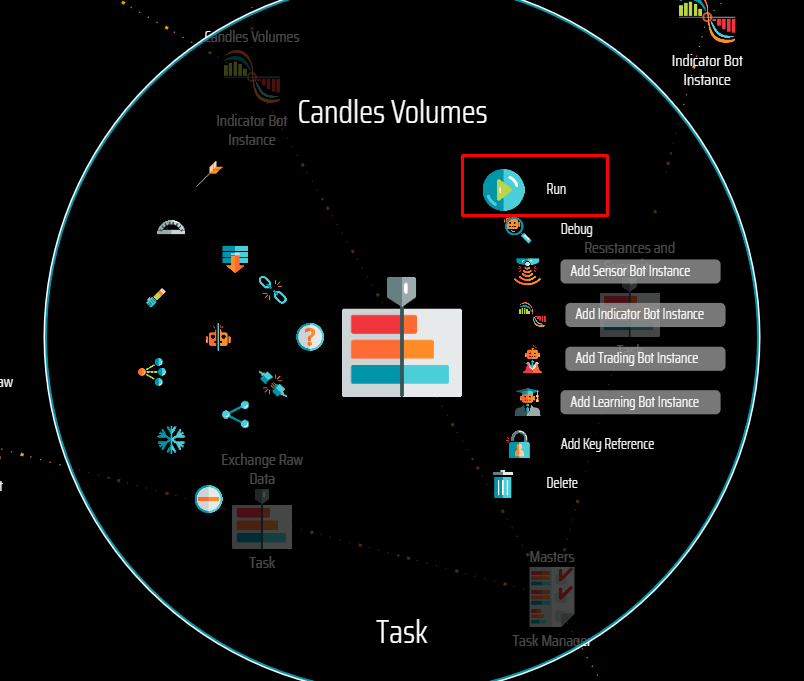 Candles Volumes
Indicator Bot
Instance
Indicator Bot
Instance
Candles Volumes
Run
Debug
Resistances and
Add Sensor Bot Instance
Add Indicator Bot Instance
Add Trading Bot Instance
Add Learning Bot Instance
Add Key Reference
Delete
?
Exchange Raw
Data
Task
Masters
Task Manager
Task